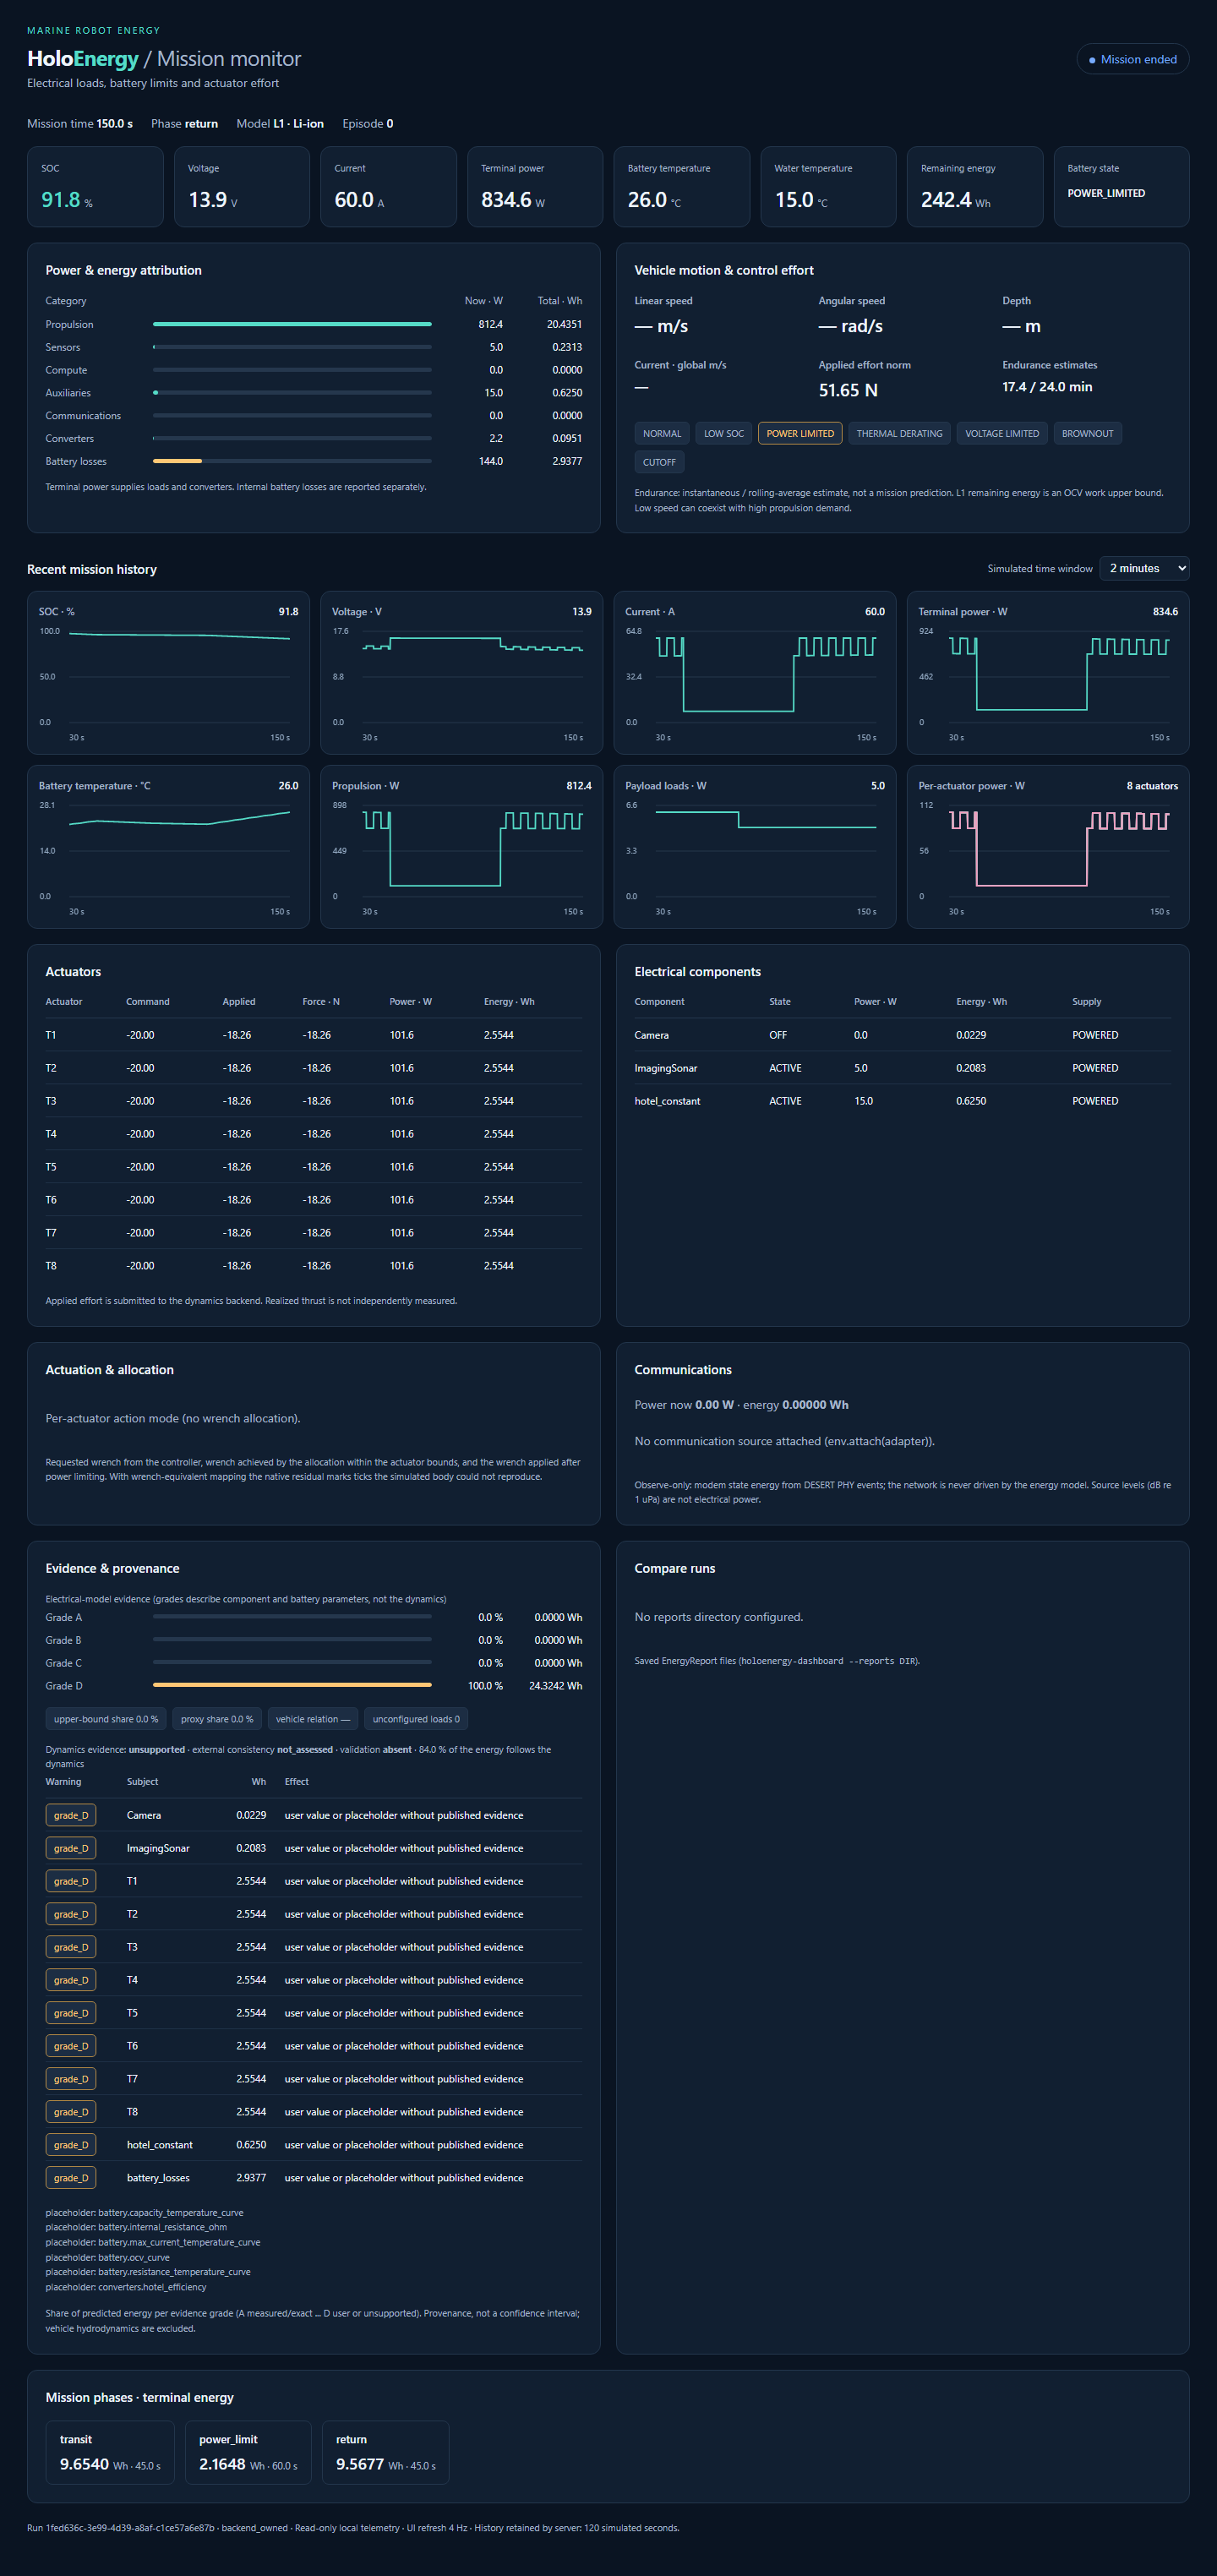 MARINE ROBOT ENERGY
HoloEnergy / Mission monitor
Mission ended
Electrical loads, battery limits and actuator effort
Mission time 150.0 s Phase return Model L1 · Li-ion Episode 0
SOC
91.8 %
Voltage
13.9 V
Current
60.0 A
Terminal power
834.6 W
Battery temperature
26.0 °C
Water temperature
15.0 °C
Remaining energy
242.4 Wh
Battery state
POWER_LIMITED
Power & energy attribution
Category Now · W Total · Wh
Propulsion 812.4 20.4351
Sensors 5.0 0.2313
Compute 0.0 0.0000
Auxiliaries 15.0 0.6250
Communications 0.0 0.0000
Converters 2.2 0.0951
Battery losses 144.0 2.9377
Terminal power supplies loads and converters. Internal battery losses are reported separately.
Vehicle motion & control effort
Linear speed
— m/s
Angular speed
— rad/s
Depth
— m
Current · global m/s
—
Applied effort norm
51.65 N
Endurance estimates
17.4 / 24.0 min
NORMAL LOW SOC POWER LIMITED THERMAL DERATING VOLTAGE LIMITED BROWNOUT
CUTOFF
Endurance: instantaneous / rolling-average estimate, not a mission prediction. L1 remaining energy is an OCV work upper bound.
Low speed can coexist with high propulsion demand.
Recent mission history
Simulated time window 2 minutes
SOC · % 91.8
100.0
50.0
0.0
30 s 150 s
Voltage · V 13.9
17.6
8.8
0.0
30 s 150 s
Current · A 60.0
64.8
32.4
0.0
30 s 150 s
Terminal power · W 834.6
924
462
0
30 s 150 s
Battery temperature · °C 26.0
28.1
14.0
0.0
30 s 150 s
Propulsion · W 812.4
898
449
0
30 s 150 s
Payload loads · W 5.0
6.6
3.3
0.0
30 s 150 s
Per-actuator power · W 8 actuators
112
56
0
30 s 150 s
Actuators
Actuator Command Applied Force · N Power · W Energy · Wh
T1 -20.00 -18.26 -18.26 101.6 2.5544
T2 -20.00 -18.26 -18.26 101.6 2.5544
T3 -20.00 -18.26 -18.26 101.6 2.5544
T4 -20.00 -18.26 -18.26 101.6 2.5544
T5 -20.00 -18.26 -18.26 101.6 2.5544
T6 -20.00 -18.26 -18.26 101.6 2.5544
T7 -20.00 -18.26 -18.26 101.6 2.5544
T8 -20.00 -18.26 -18.26 101.6 2.5544
Applied effort is submitted to the dynamics backend. Realized thrust is not independently measured.
Electrical components
Component State Power · W Energy · Wh Supply
Camera OFF 0.0 0.0229 POWERED
ImagingSonar ACTIVE 5.0 0.2083 POWERED
hotel_constant ACTIVE 15.0 0.6250 POWERED
Actuation & allocation
Per-actuator action mode (no wrench allocation).
Requested wrench from the controller, wrench achieved by the allocation within the actuator bounds, and the wrench applied after
power limiting. With wrench-equivalent mapping the native residual marks ticks the simulated body could not reproduce.
Communications
Power now 0.00 W · energy 0.00000 Wh
No communication source attached (env.attach(adapter)).
Observe-only: modem state energy from DESERT PHY events; the network is never driven by the energy model. Source levels (dB re
1 uPa) are not electrical power.
Evidence & provenance
Electrical-model evidence (grades describe component and battery parameters, not the dynamics)
Grade A 0.0 % 0.0000 Wh
Grade B 0.0 % 0.0000 Wh
Grade C 0.0 % 0.0000 Wh
Grade D 100.0 % 24.3242 Wh
upper-bound share 0.0 % proxy share 0.0 % vehicle relation — unconfigured loads 0
Dynamics evidence: unsupported · external consistency not_assessed · validation absent · 84.0 % of the energy follows the
dynamics
Warning Subject Wh Effect
grade_D Camera 0.0229 user value or placeholder without published evidence
grade_D ImagingSonar 0.2083 user value or placeholder without published evidence
grade_D T1 2.5544 user value or placeholder without published evidence
grade_D T2 2.5544 user value or placeholder without published evidence
grade_D T3 2.5544 user value or placeholder without published evidence
grade_D T4 2.5544 user value or placeholder without published evidence
grade_D T5 2.5544 user value or placeholder without published evidence
grade_D T6 2.5544 user value or placeholder without published evidence
grade_D T7 2.5544 user value or placeholder without published evidence
grade_D T8 2.5544 user value or placeholder without published evidence
grade_D hotel_constant 0.6250 user value or placeholder without published evidence
grade_D battery_losses 2.9377 user value or placeholder without published evidence
placeholder: battery.capacity_temperature_curve
placeholder: battery.internal_resistance_ohm
placeholder: battery.max_current_temperature_curve
placeholder: battery.ocv_curve
placeholder: battery.resistance_temperature_curve
placeholder: converters.hotel_efficiency
Share of predicted energy per evidence grade (A measured/exact ... D user or unsupported). Provenance, not a confidence interval;
vehicle hydrodynamics are excluded.
Compare runs
No reports directory configured.
Saved EnergyReport files (holoenergy-dashboard --reports DIR).
Mission phases · terminal energy
transit
9.6540 Wh · 45.0 s
power_limit
2.1648 Wh · 60.0 s
return
9.5677 Wh · 45.0 s
Run 1fed636c-3e99-4d39-a8af-c1ce57a6e87b · backend_owned · Read-only local telemetry · UI refresh 4 Hz · History retained by server: 120 simulated seconds.